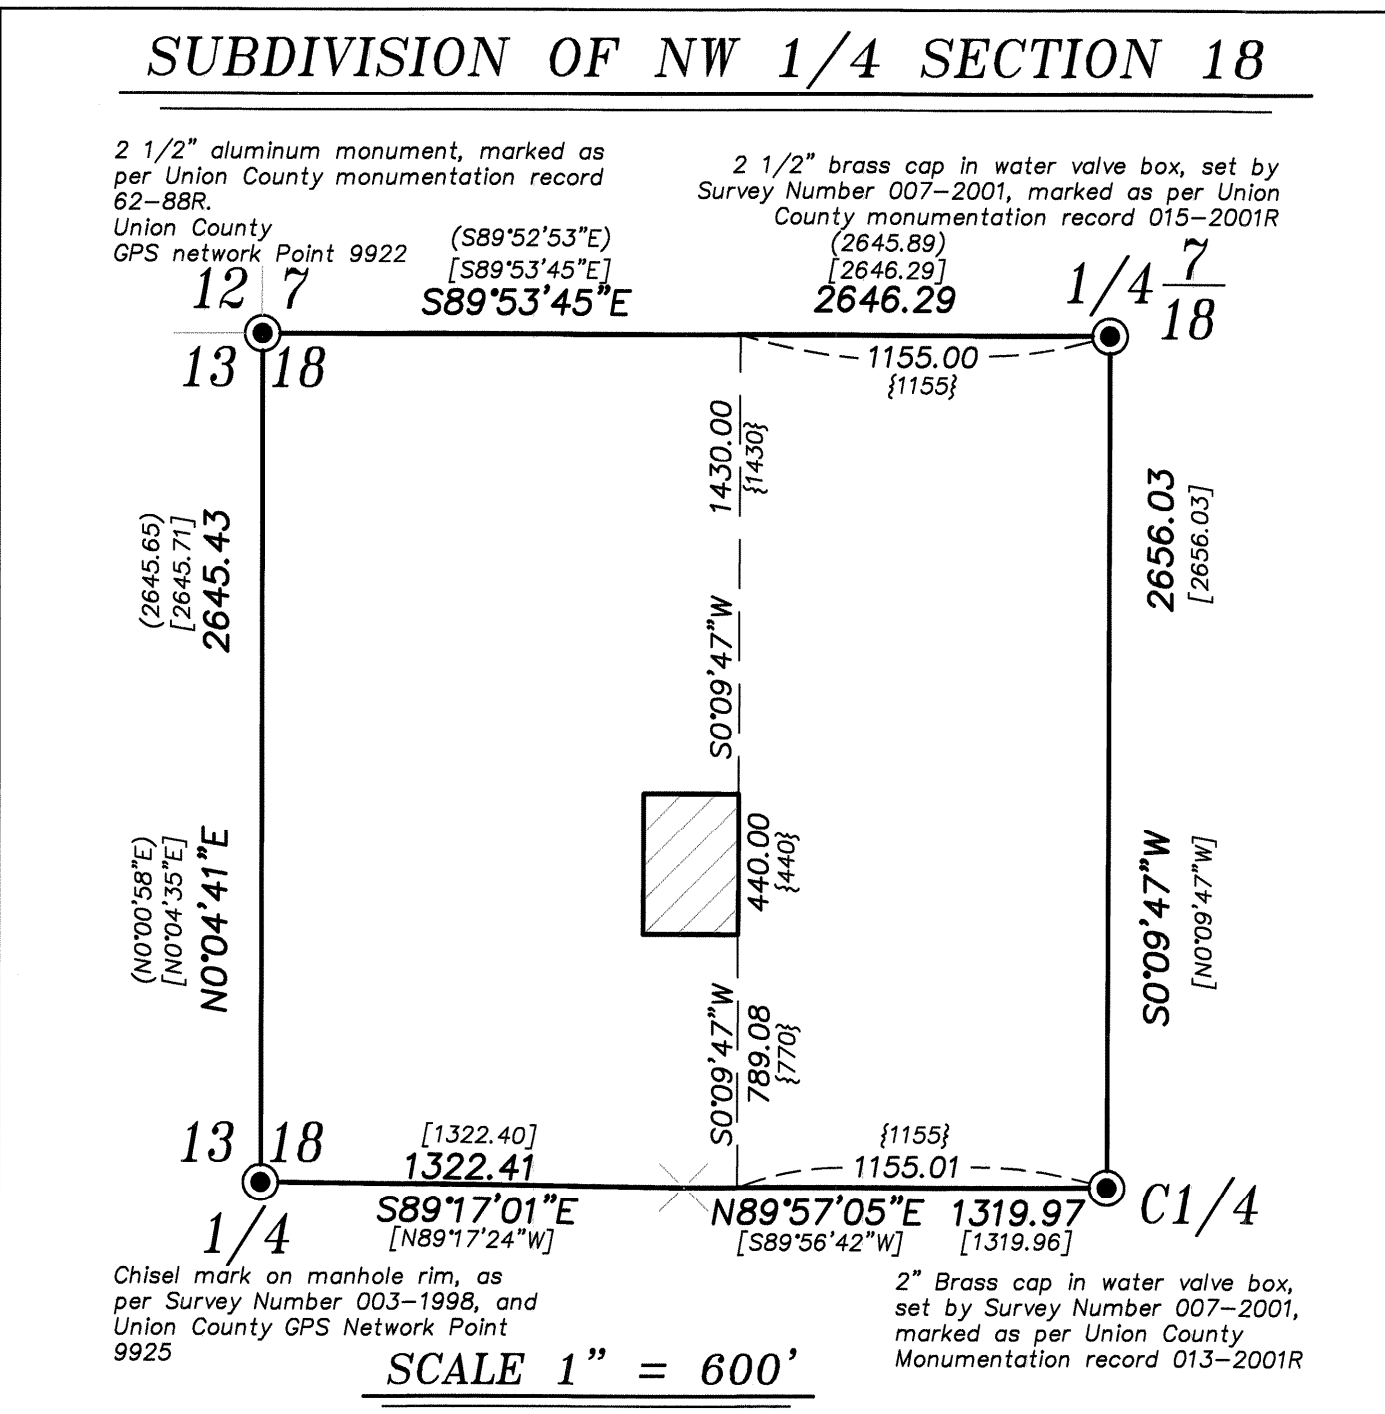 SUBDIVISION OF NW 1/4 SECTION 18
2 1/2" aluminum monument, marked as
per Union County monumentation record
62-88R.
Union County
GPS network Point 9922
2 1/2" brass cap in water valve box, set by
Survey Number 007-2001, marked as per Union
County monumentation record 015-2001R
(S89°52'53"E)
[S89°53'45"E]
S89°53'45"E
(2645.89)
[2646.29]
2646.29
12 7
13 18
1/4 7
18
1155.00
{1155}
1430.00
{1430}
S0°09'47"W
(2645.65)
[2645.71]
2645.43
(N0°00'58"E)
[N0°04'35"E]
N0°04'41"E
2656.03
[2656.03]
S0°09'47"W
[N0°09'47"W]
440.00
{440}
S0°09'47"W
789.08
{770}
13 18
1/4
[1322.40]
1322.41
S89°17'01"E
[N89°17'24"W]
{1155}
1155.01
N89°57'05"E 1319.97
[S89°56'42"W] [1319.96]
C1/4
Chisel mark on manhole rim, as
per Survey Number 003-1998, and
Union County GPS Network Point
9925
2" Brass cap in water valve box,
set by Survey Number 007-2001,
marked as per Union County
Monumentation record 013-2001R
SCALE 1" = 600'